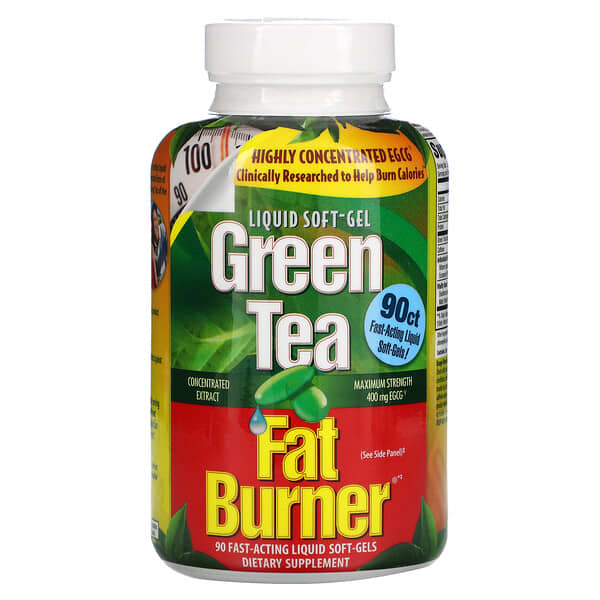 100
90
HIGHLY CONCENTRATED EGCG
Clinically Researched to Help Burn Calories
LIQUID SOFT-GEL
Green
Tea
90ct
Fast-Acting Liquid
Soft-Gels!
CONCENTRATED
EXTRACT
MAXIMUM STRENGTH
400 mg EGCG
(See Side Panel)‡
Fat
Burner®*‡
90 FAST-ACTING LIQUID SOFT-GELS
DIETARY SUPPLEMENT